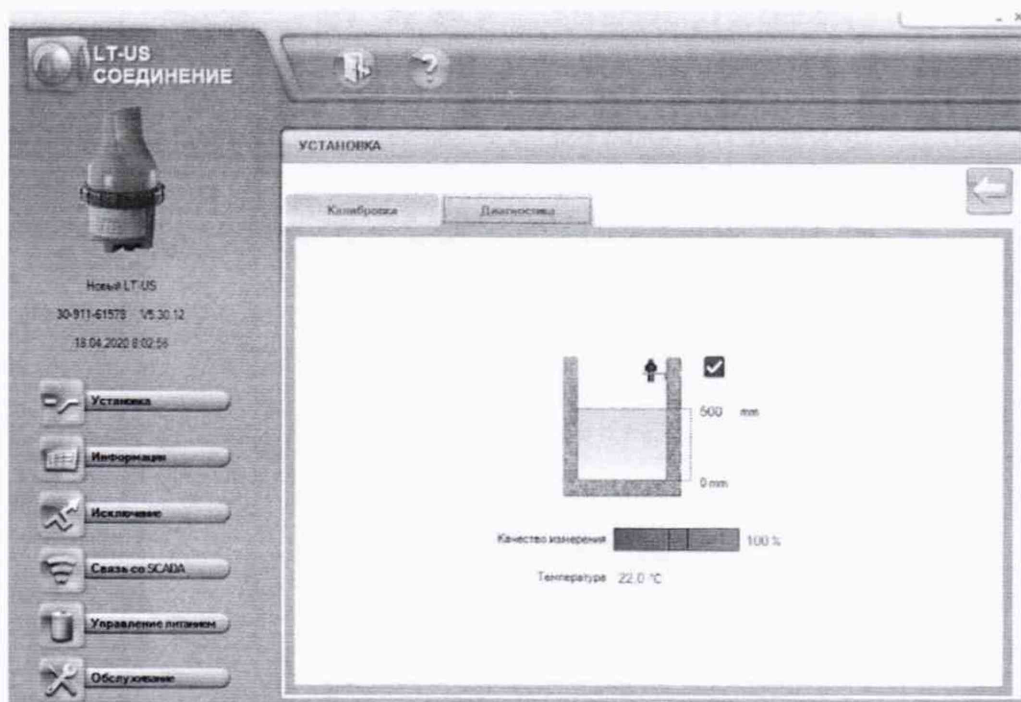 LT-US
СОЕДИНЕНИЕ
Новый LT-US
30-911-61578 V5.30.12
18.04.2020 8:02:56
Установка
Информация
Исключение
Связь со SCADA
Управление питанием
Обслуживание
УСТАНОВКА
Калибровка
Диагностика
500 mm
0 mm
Качество измерения 100 %
Температура 22.0 °C